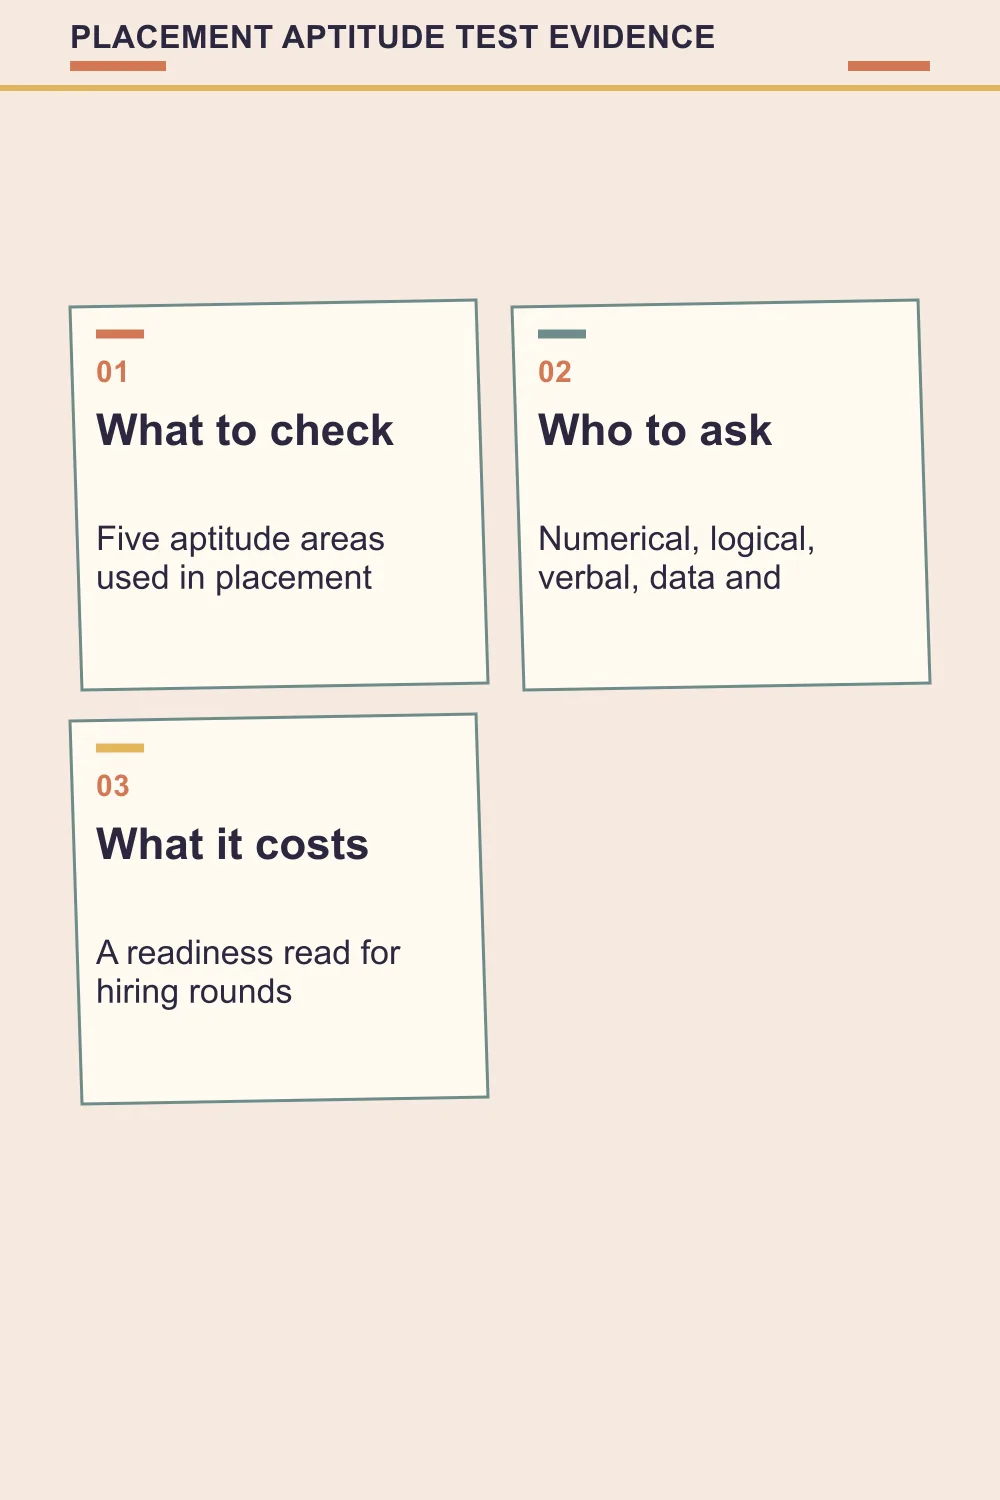 PLACEMENT APTITUDE TEST EVIDENCE
01
What to check
Five aptitude areas
used in placement
02
Who to ask
Numerical, logical,
verbal, data and
03
What it costs
A readiness read for
hiring rounds